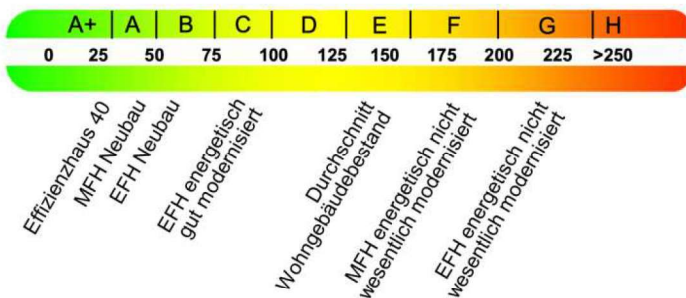 A+ A B C D E F G H
0 25 50 75 100 125 150 175 200 225 >250
Effizienzhaus 40
MFH Neubau
EFH Neubau
EFH energetisch
gut modernisiert
Durchschnitt
Wohngebäudebestand
MFH energetisch nicht
wesentlich modernisiert
EFH energetisch nicht
wesentlich modernisiert